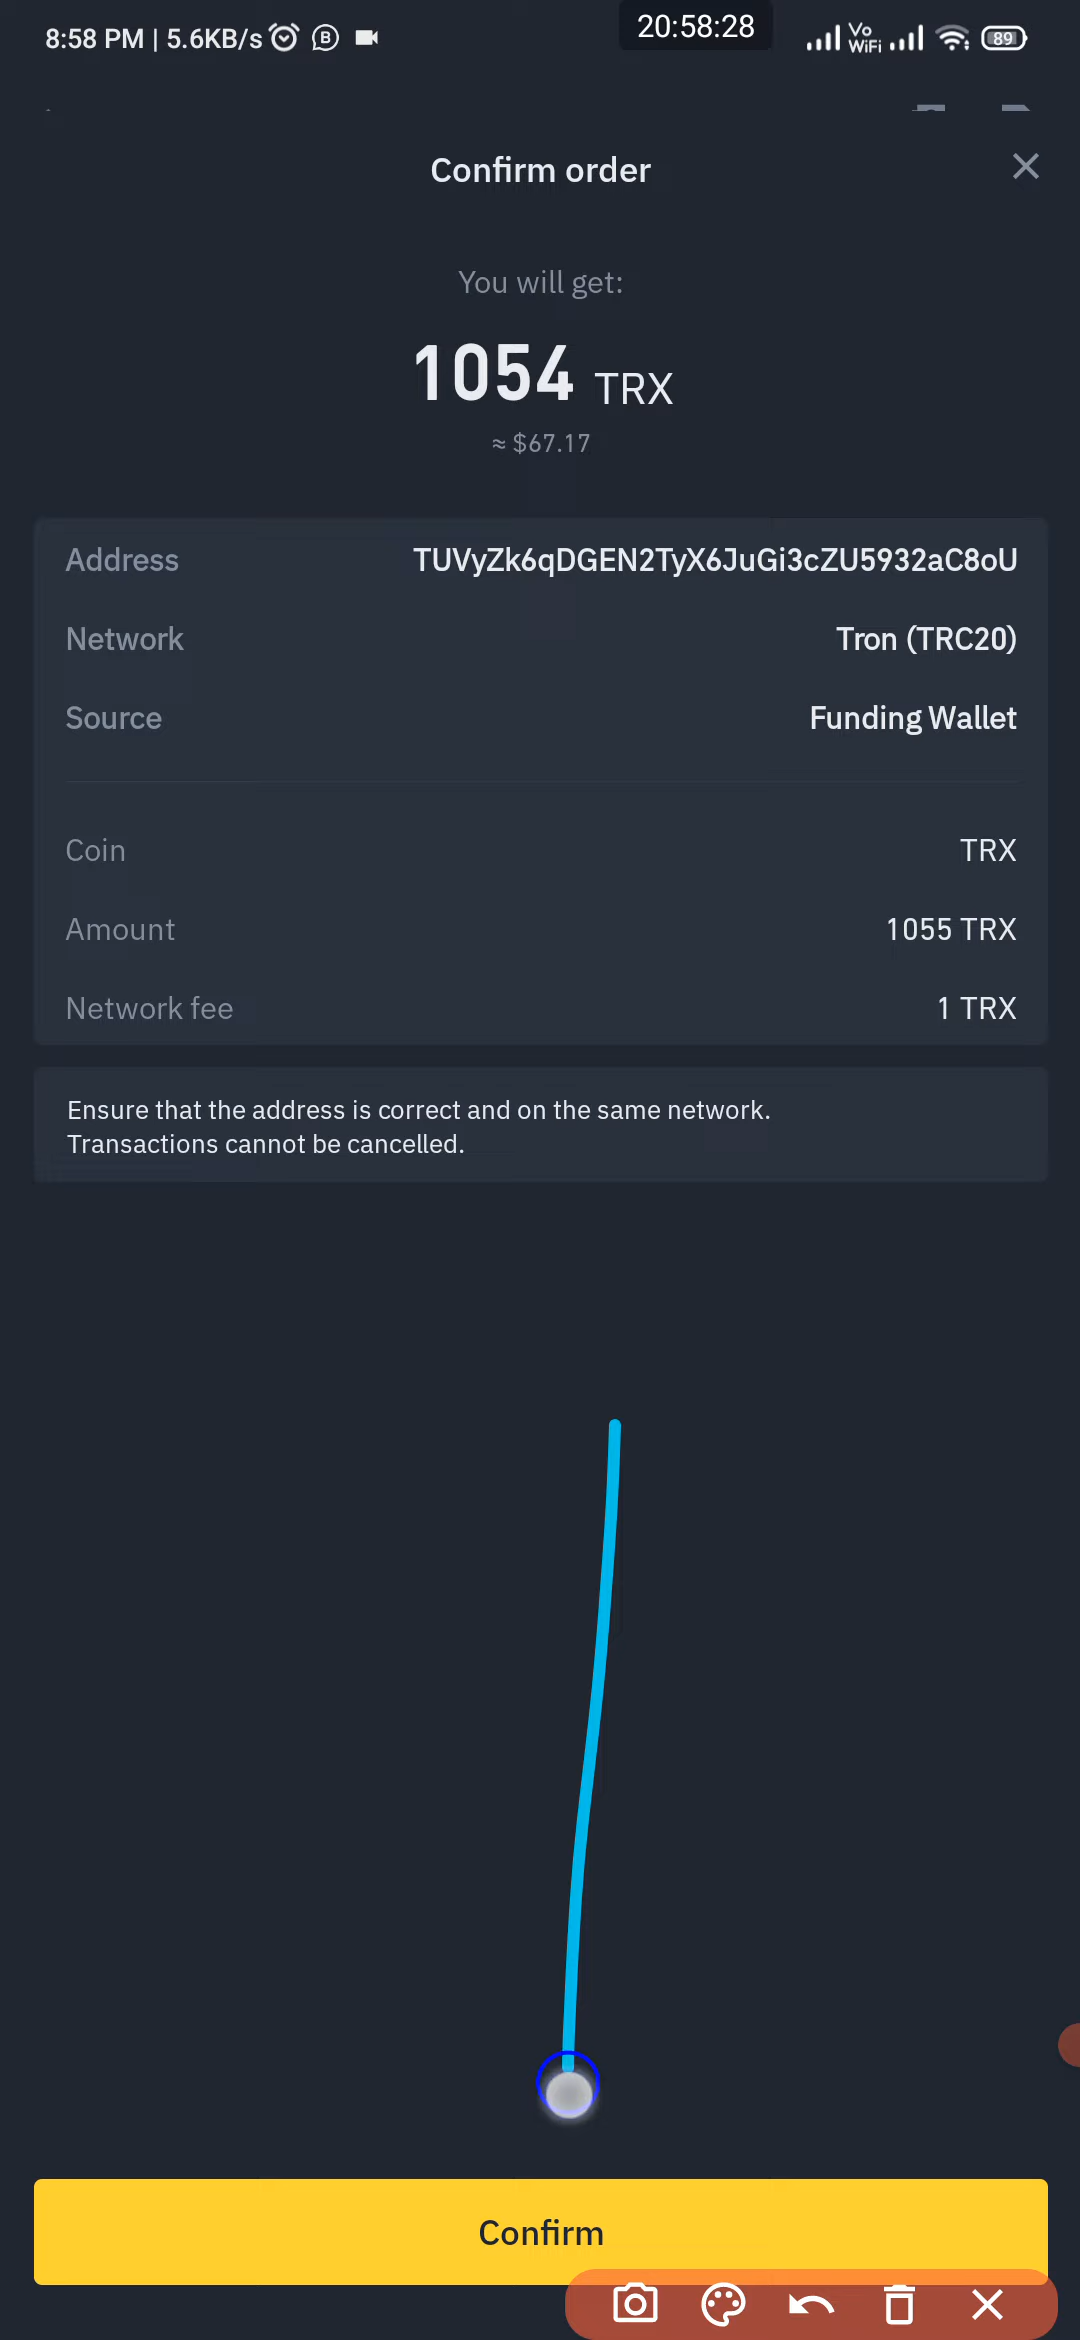 8:58 PM | 5.6KB/s
20:58:28
Vo
WiFi
89
Confirm order
You will get:
1054 TRX
≈ $67.17
Address TUVyZk6qDGEN2TyX6JuGi3cZU5932aC8oU
Network Tron (TRC20)
Source Funding Wallet
Coin TRX
Amount 1055 TRX
Network fee 1 TRX
Ensure that the address is correct and on the same network.
Transactions cannot be cancelled.
Confirm